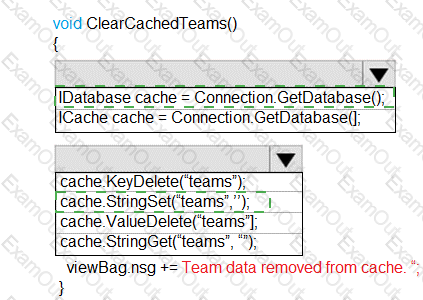 void ClearCachedTeams()
{
IDatabase cache = Connection.GetDatabase();
ICache cache = Connection.GetDatabase(];
cache.KeyDelete(“teams”);
cache.StringSet(“teams”,’’);
cache.ValueDelete(“teams”];
cache.StringGet(“teams”, “”);
viewBag.nsg += Team data removed from cache. “;
}